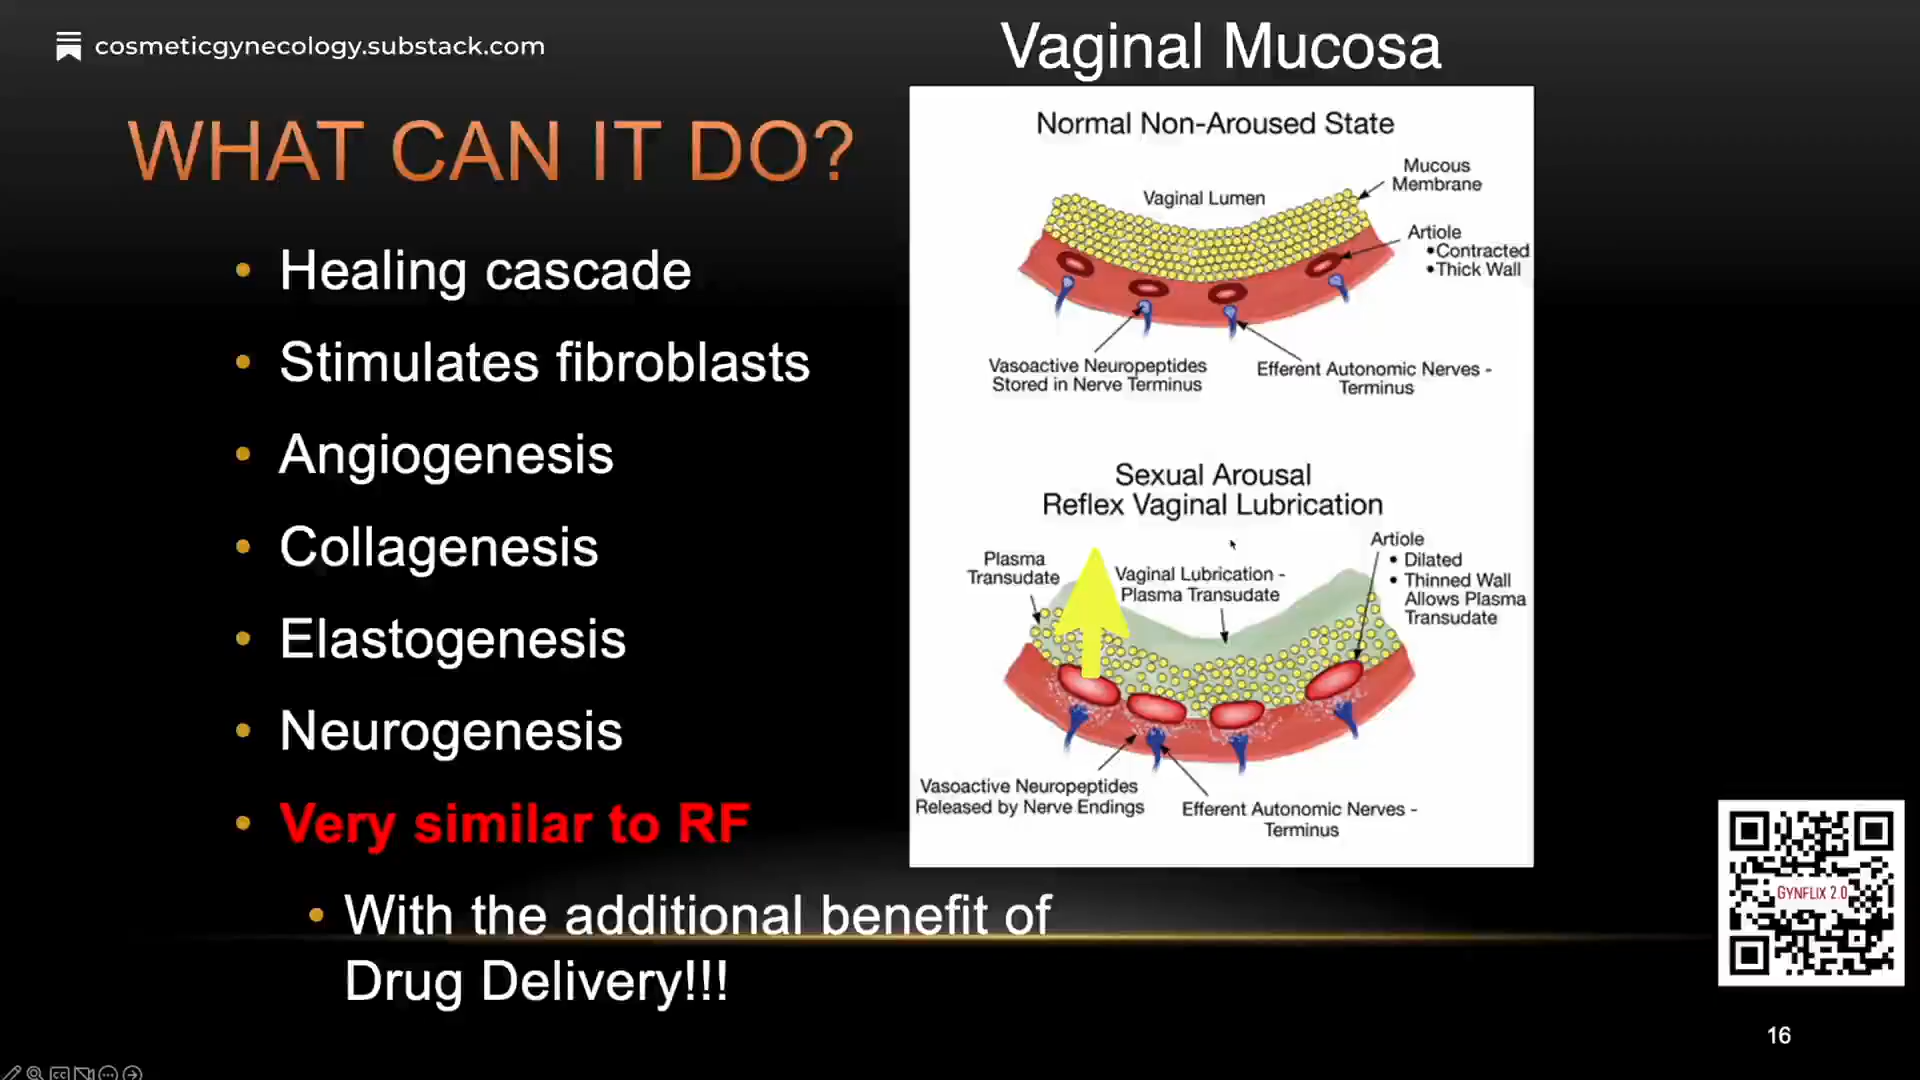 cosmeticgynecology.substack.com
Vaginal Mucosa
WHAT CAN IT DO?
• Healing cascade
• Stimulates fibroblasts
• Angiogenesis
• Collagenesis
• Elastogenesis
• Neurogenesis
• Very similar to RF
• With the additional benefit of
Drug Delivery!!!
Normal Non-Aroused State
Mucous
Membrane
Vaginal Lumen
Artiole
•Contracted
•Thick Wall
Vasoactive Neuropeptides
Stored in Nerve Terminus
Efferent Autonomic Nerves -
Terminus
Sexual Arousal
Reflex Vaginal Lubrication
Plasma
Transudate
Vaginal Lubrication -
Plasma Transudate
Artiole
• Dilated
• Thinned Wall
Allows Plasma
Transudate
Vasoactive Neuropeptides
Released by Nerve Endings
Efferent Autonomic Nerves -
Terminus
GYNFLIX 2.0
16
CC